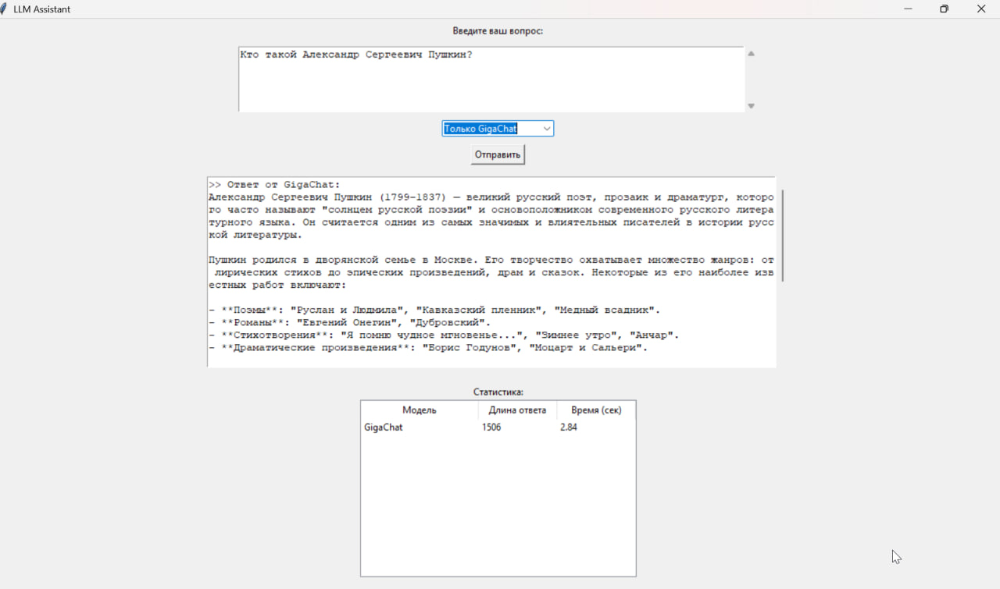 LLM Assistant
Введите ваш вопрос:
Кто такой Александр Сергеевич Пушкин?
Только GigaChat
Отправить
>> Ответ от GigaChat:
Александр Сергеевич Пушкин (1799-1837) — великий русский поэт, прозаик и драматург, которо
го часто называют "солнцем русской поэзии" и основоположником современного русского литера
турного языка. Он считается одним из самых значимых и влиятельных писателей в истории русс
кой литературы.
Пушкин родился в дворянской семье в Москве. Его творчество охватывает множество жанров: от
лирических стихов до эпических произведений, драм и сказок. Некоторые из его наиболее изв
естных работ включают:
- **Поэмы**: "Руслан и Людмила", "Кавказский пленник", "Медный всадник".
- **Романы**: "Евгений Онегин", "Дубровский".
- **Стихотворения**: "Я помню чудное мгновенье...", "Зимнее утро", "Анчар".
- **Драматические произведения**: "Борис Годунов", "Моцарт и Сальери".
Статистика:
Модель Длина ответа Время (сек)
GigaChat 1506 2.84